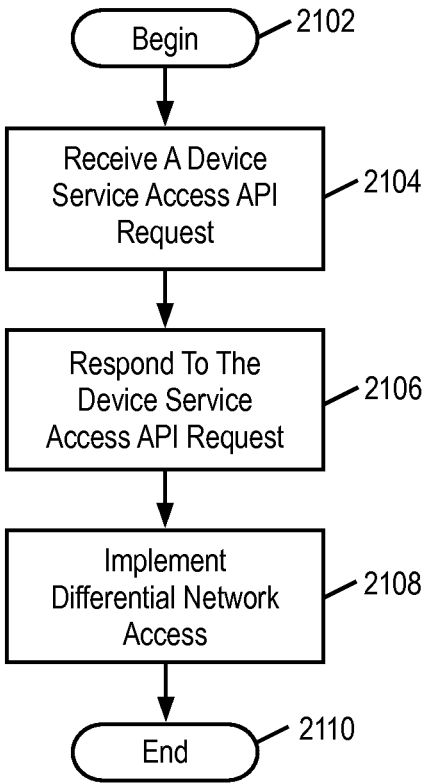 Begin
2102
Receive A Device
Service Access API
Request
2104
Respond To The
Device Service
Access API Request
2106
Implement
Differential Network
Access
2108
End
2110